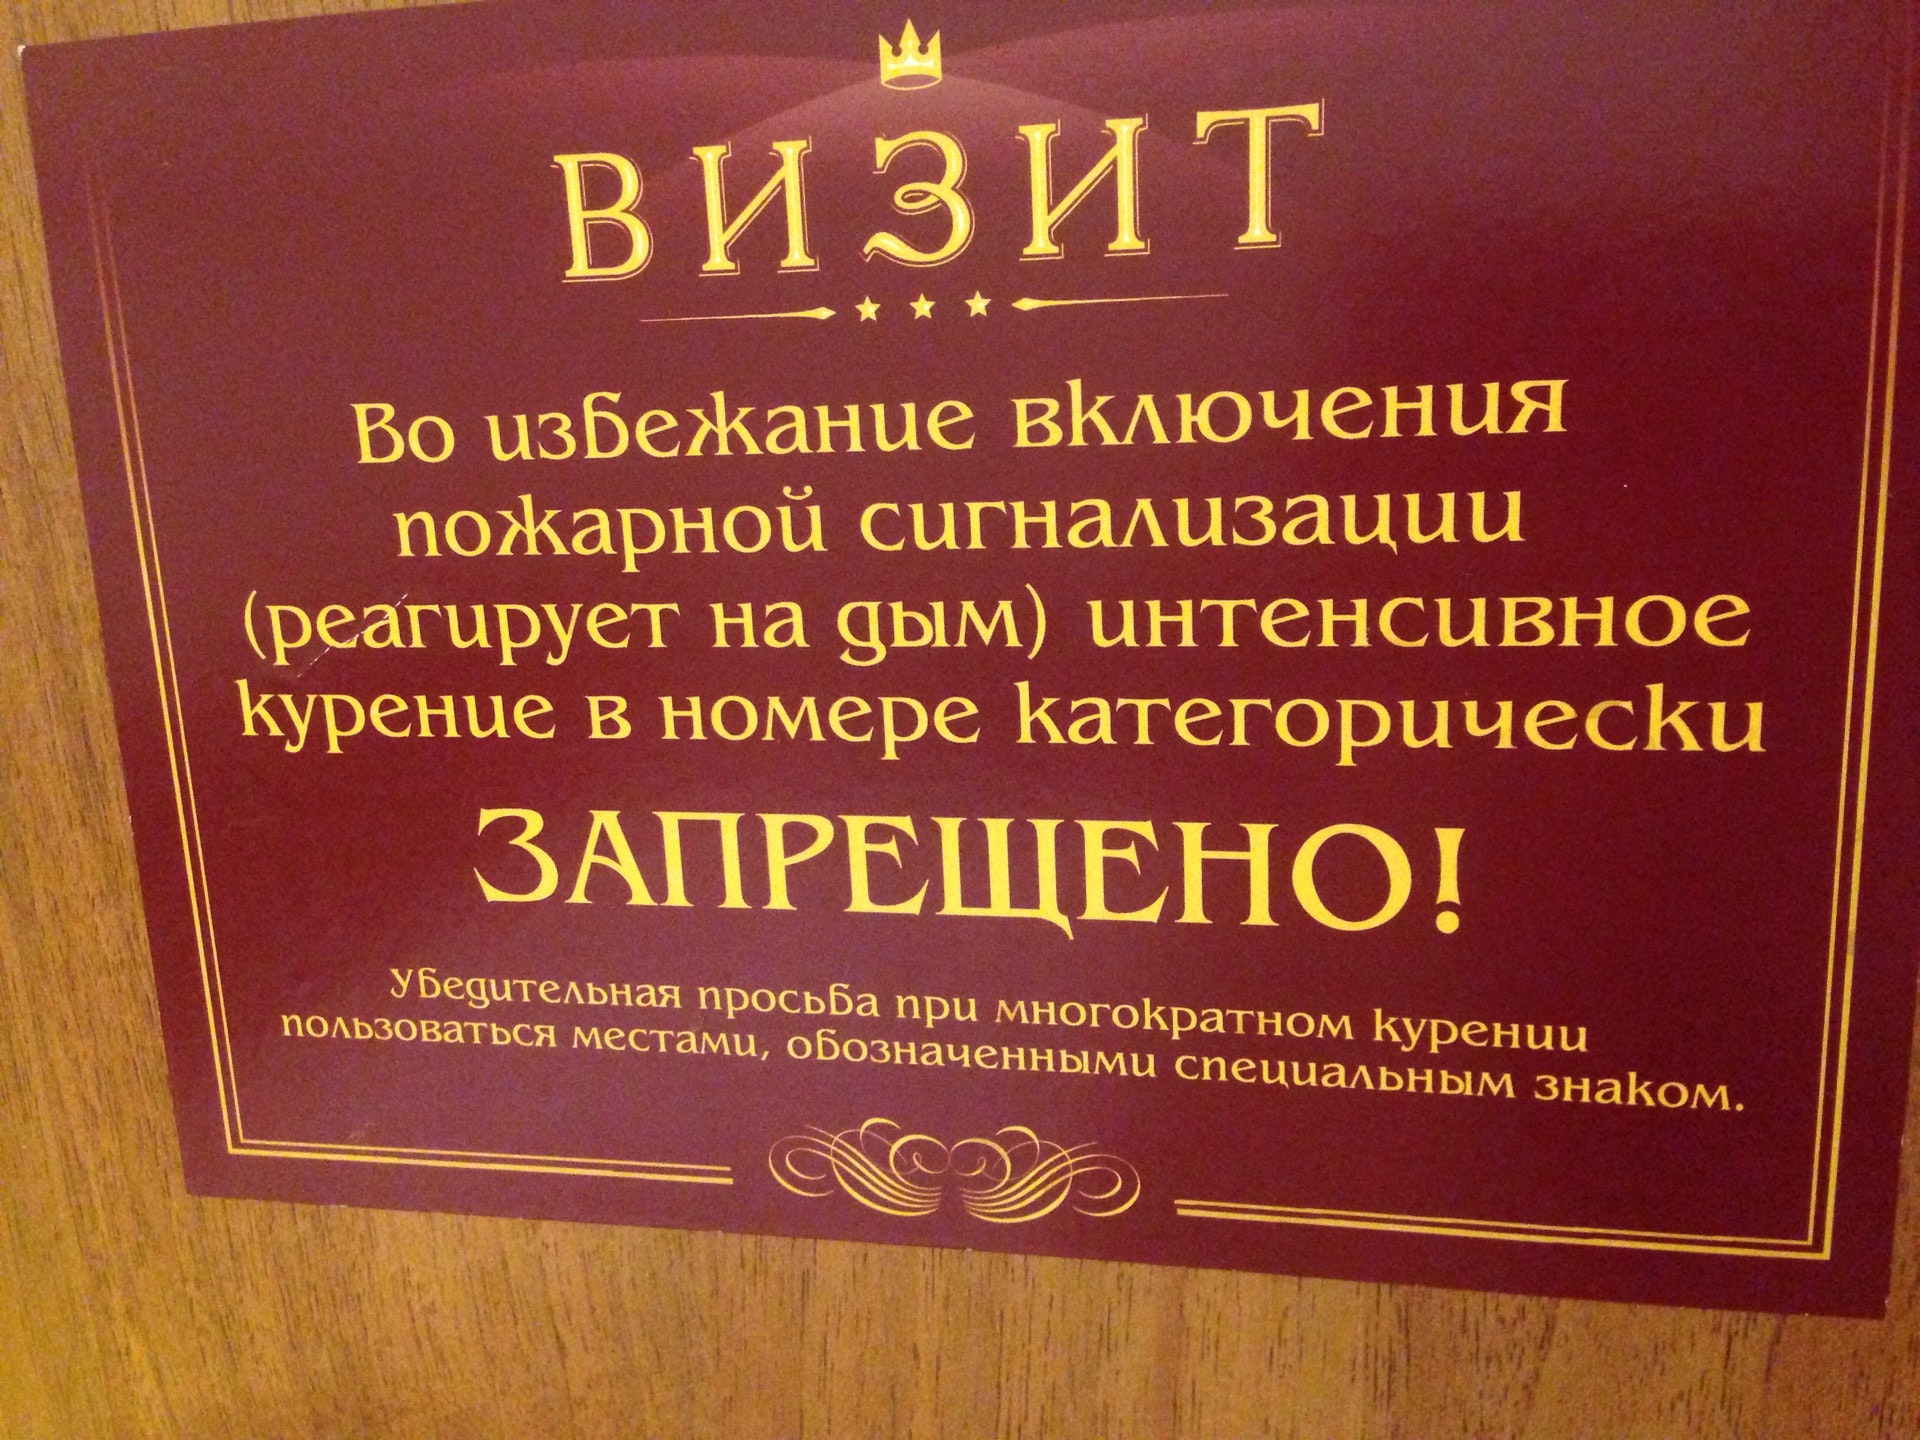 ВИЗИТ
Во избежание включения
пожарной сигнализации
(реагирует на дым) интенсивное
курение в номере категорически
ЗАПРЕЩЕНО!
Убедительная просьба при многократном курении
пользоваться местами, обозначенными специальным знаком.